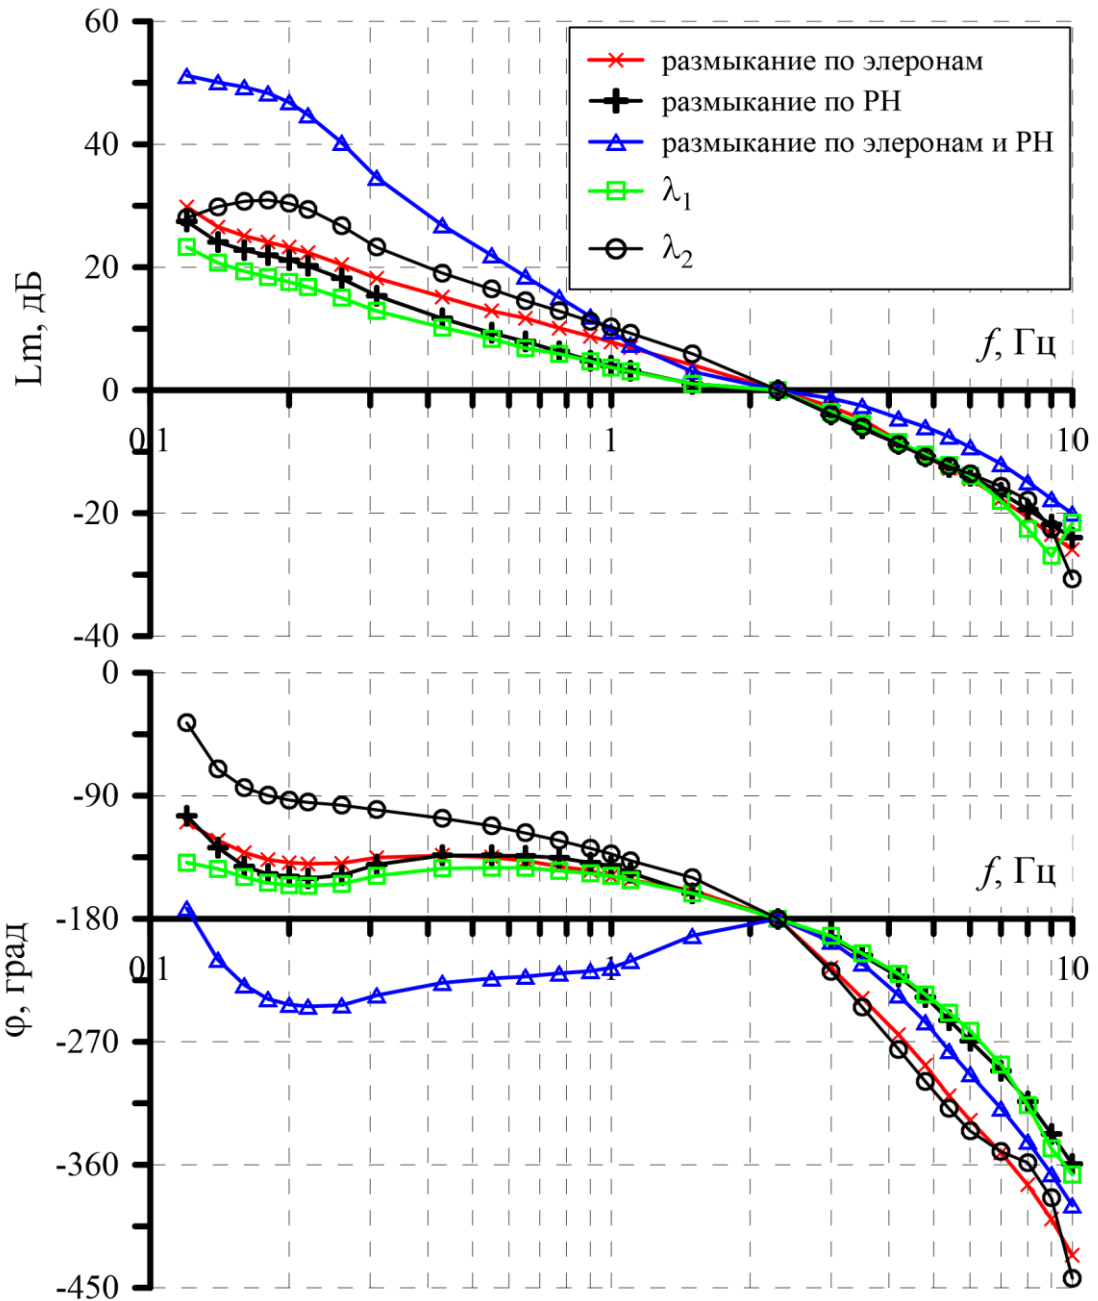 60
40
20
0
-20
-40
Lm, дБ
размыкание по элеронам
размыкание по РН
размыкание по элеронам и РН
λ1
λ2
f, Гц
0.1
1
10
0
-90
-180
-270
-360
-450
φ, град
f, Гц
0.1
1
10